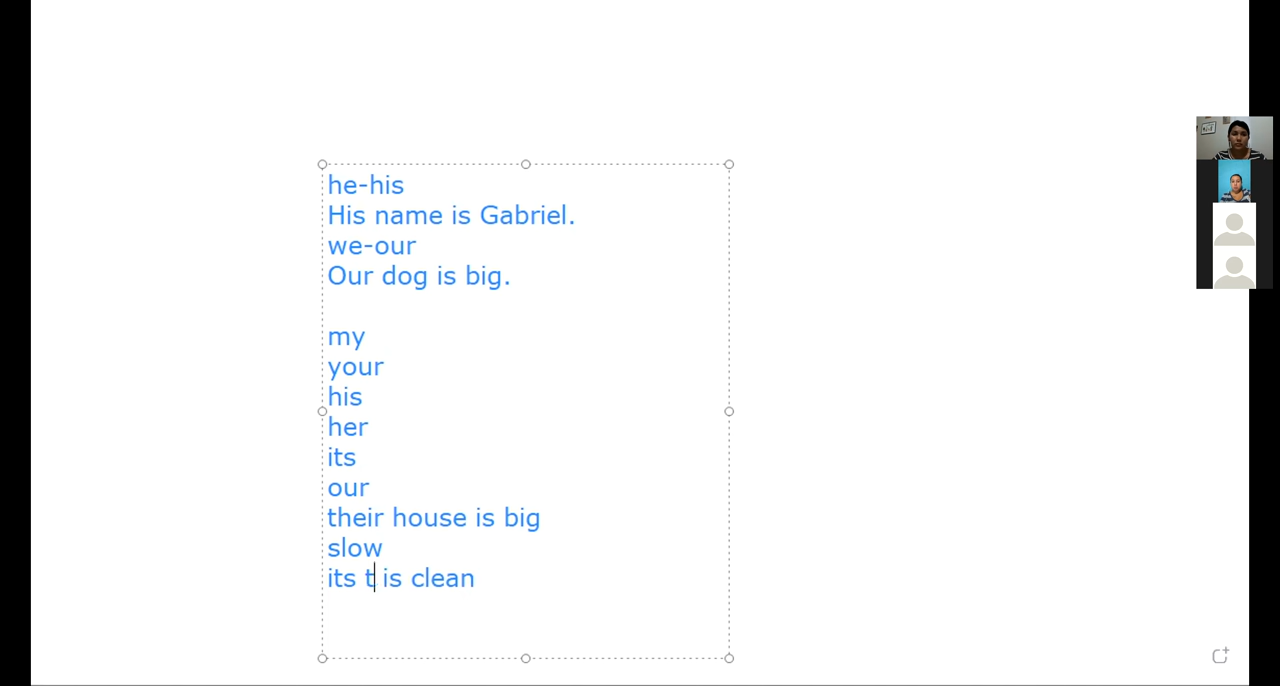 he-his
His name is Gabriel.
we-our
Our dog is big.
my
your
his
her
its
our
their house is big
slow
its t is clean